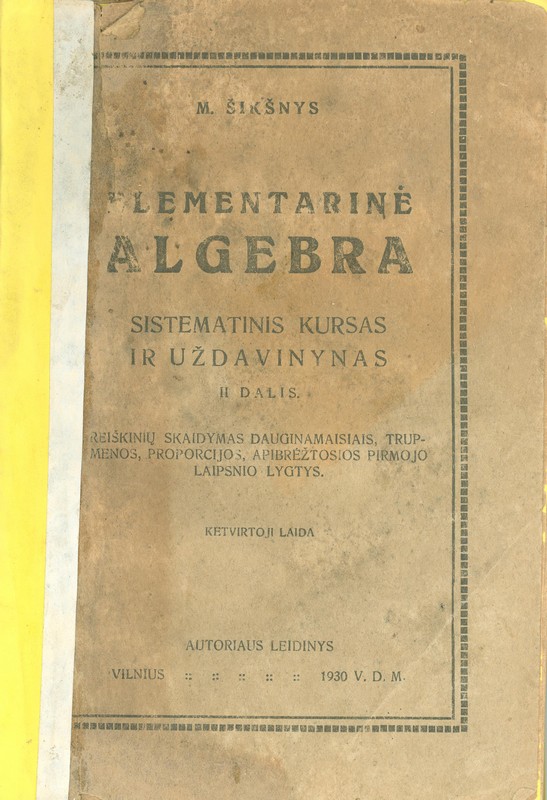 M. ŠIKŠNYS
ELEMENTARINĖ
ALGEBRA
SISTEMATINIS KURSAS
IR UŽDAVINYNAS
II DALIS.
REIŠKINIŲ SKAIDYMAS DAUGINAMAISIAIS, TRUP-
MENOS, PROPORCIJOS, APIBRĖŽTOSIOS PIRMOJO
LAIPSNIO LYGTYS.
KETVIRTOJI LAIDA
AUTORIAUS LEIDINYS
VILNIUS :: :: :: :: :: 1930 V. D. M.